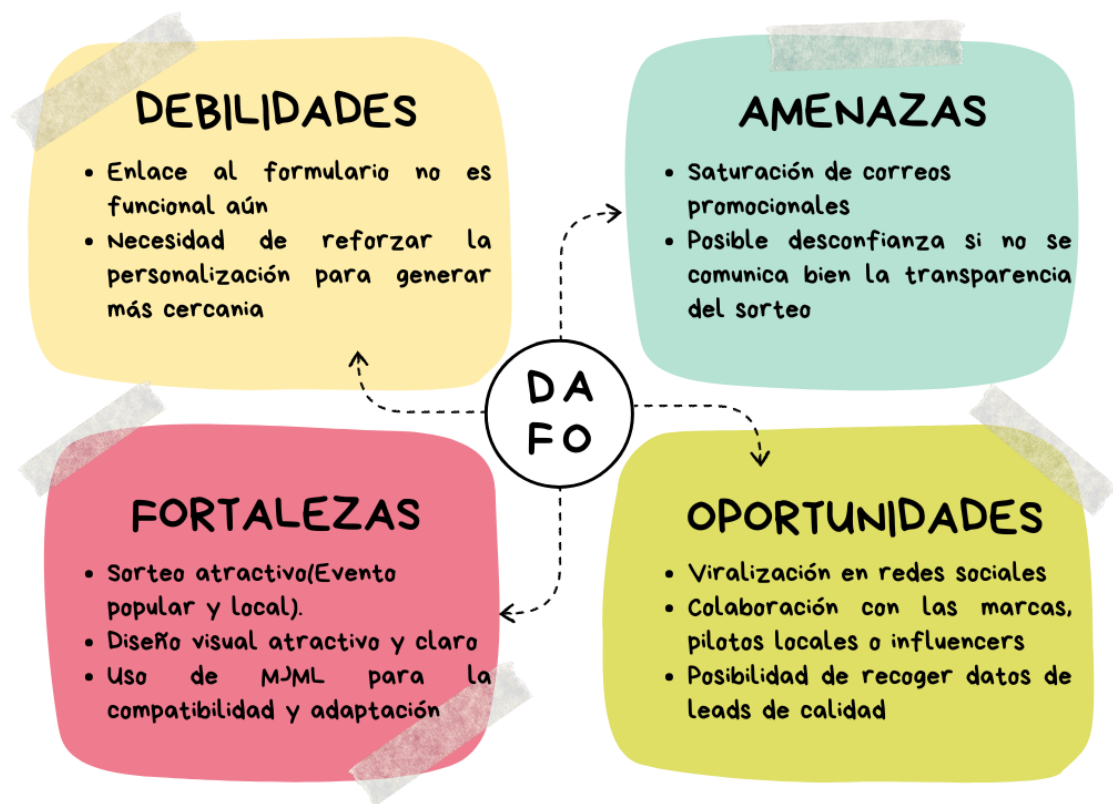 DEBILIDADES
• Enlace al formulario no es
funcional aún
• Necesidad de reforzar la
personalización para generar
más cercania
AMENAZAS
• Saturación de correos
promocionales
• Posible desconfianza si no se
comunica bien la transparencia
del sorteo
DA
FO
FORTALEZAS
• Sorteo atractivo(Evento
popular y local).
• Diseño visual atractivo y claro
• Uso de MJML para la
compatibilidad y adaptación
OPORTUNIDADES
• Viralización en redes sociales
• Colaboración con las marcas,
pilotos locales o influencers
• Posibilidad de recoger datos de
leads de calidad